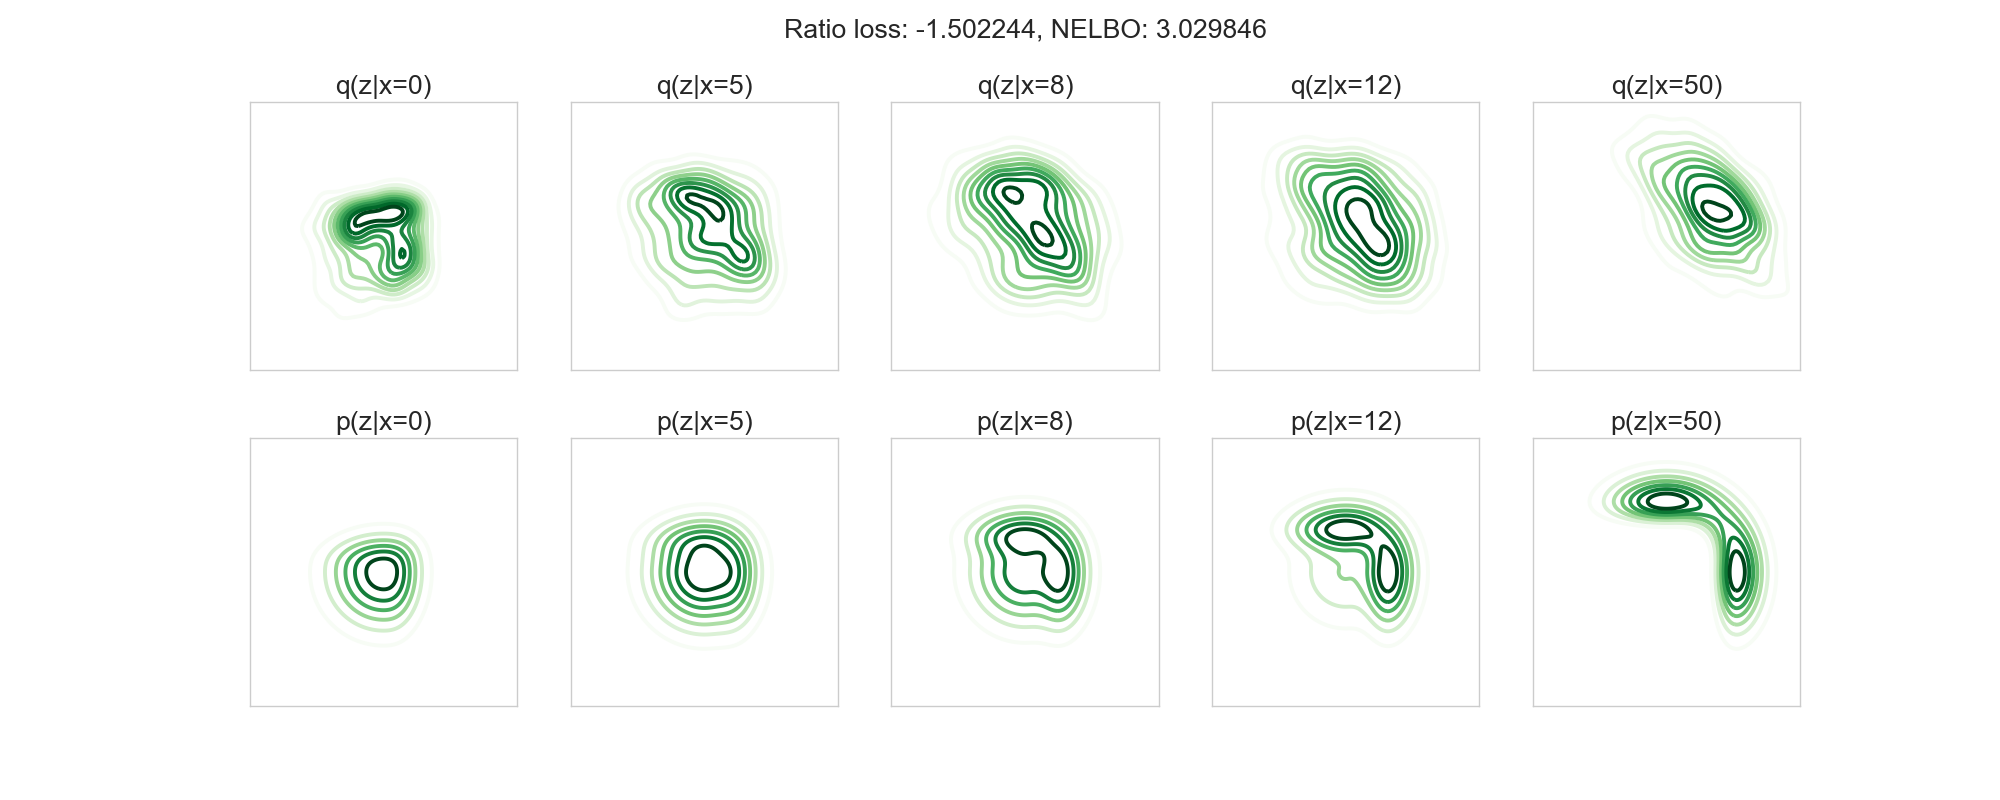 Ratio loss: -1.502244, NELBO: 3.029846
q(z|x=0) q(z|x=5) q(z|x=8) q(z|x=12) q(z|x=50)
p(z|x=0) p(z|x=5) p(z|x=8) p(z|x=12) p(z|x=50)